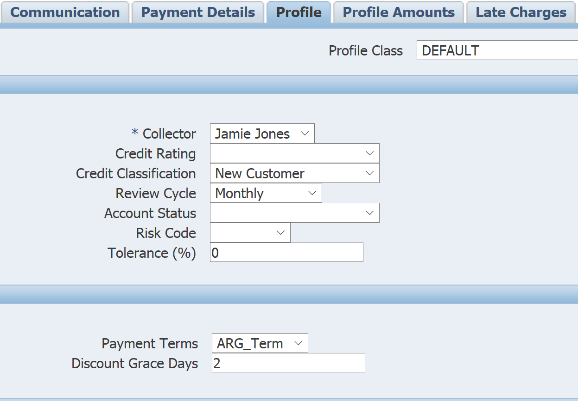 Communication Payment Details Profile Profile Amounts Late Charges
Profile Class DEFAULT
* Collector Jamie Jones
Credit Rating
Credit Classification New Customer
Review Cycle Monthly
Account Status
Risk Code
Tolerance (%) 0
Payment Terms ARG_Term
Discount Grace Days 2